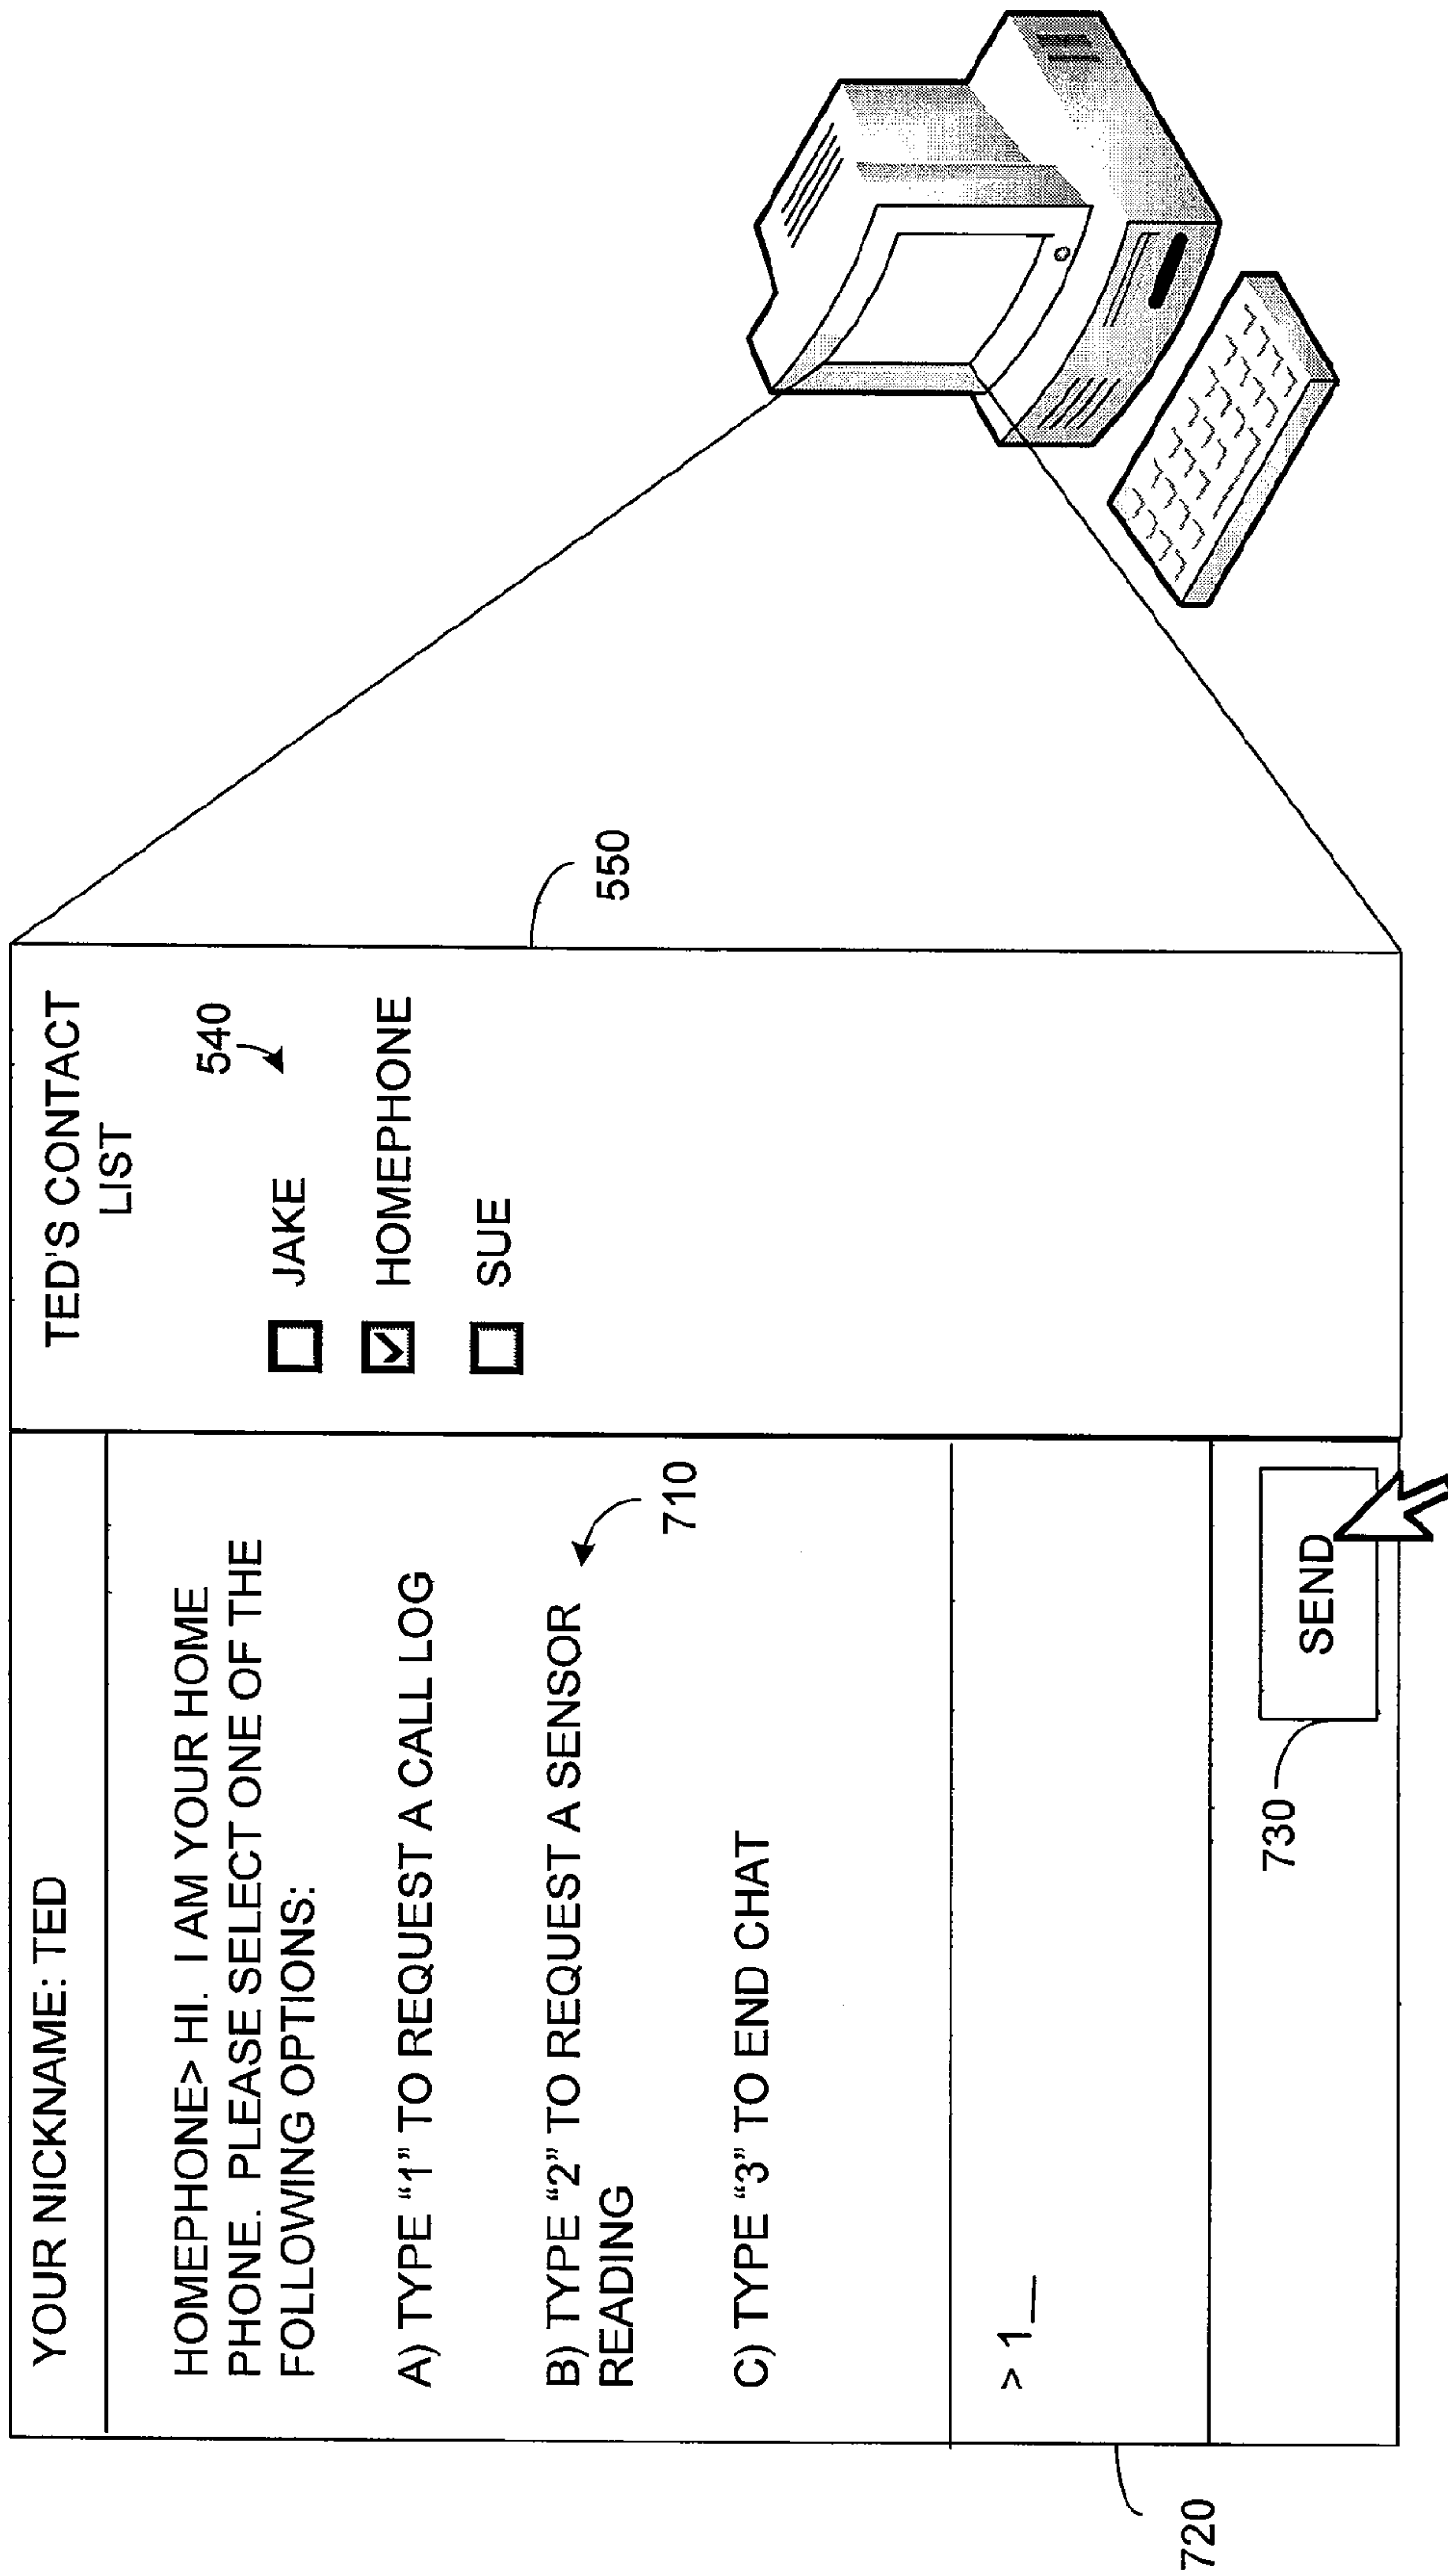 YOUR NICKNAME: TED
HOMEPHONE> HI. I AM YOUR HOME
PHONE. PLEASE SELECT ONE OF THE
FOLLOWING OPTIONS:
A) TYPE “1” TO REQUEST A CALL LOG
B) TYPE “2” TO REQUEST A SENSOR
READING
710
C) TYPE “3” TO END CHAT
> 1_
720
730
SEND
TED'S CONTACT
LIST
540
JAKE
HOMEPHONE
SUE
550